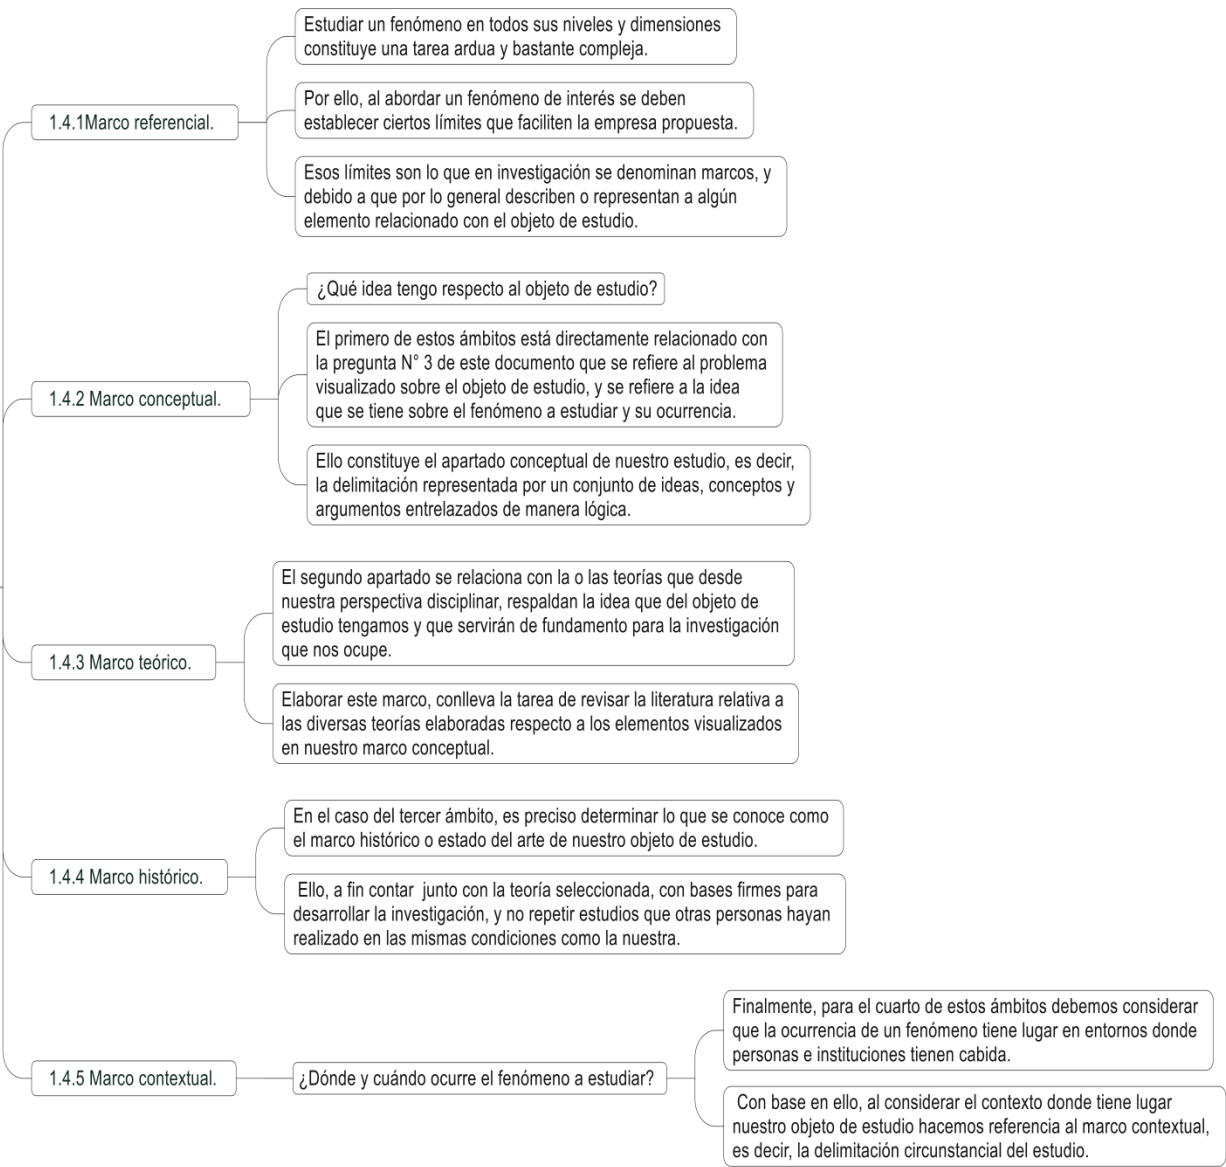 1.4.1Marco referencial.
Estudiar un fenómeno en todos sus niveles y dimensiones
constituye una tarea ardua y bastante compleja.
Por ello, al abordar un fenómeno de interés se deben
establecer ciertos límites que faciliten la empresa propuesta.
Esos límites son lo que en investigación se denominan marcos, y
debido a que por lo general describen o representan a algún
elemento relacionado con el objeto de estudio.
1.4.2 Marco conceptual.
¿Qué idea tengo respecto al objeto de estudio?
El primero de estos ámbitos está directamente relacionado con
la pregunta N° 3 de este documento que se refiere al problema
visualizado sobre el objeto de estudio, y se refiere a la idea
que se tiene sobre el fenómeno a estudiar y su ocurrencia.
Ello constituye el apartado conceptual de nuestro estudio, es decir,
la delimitación representada por un conjunto de ideas, conceptos y
argumentos entrelazados de manera lógica.
1.4.3 Marco teórico.
El segundo apartado se relaciona con la o las teorías que desde
nuestra perspectiva disciplinar, respaldan la idea que del objeto de
estudio tengamos y que servirán de fundamento para la investigación
que nos ocupe.
Elaborar este marco, conlleva la tarea de revisar la literatura relativa a
las diversas teorías elaboradas respecto a los elementos visualizados
en nuestro marco conceptual.
1.4.4 Marco histórico.
En el caso del tercer ámbito, es preciso determinar lo que se conoce como
el marco histórico o estado del arte de nuestro objeto de estudio.
Ello, a fin contar junto con la teoría seleccionada, con bases firmes para
desarrollar la investigación, y no repetir estudios que otras personas hayan
realizado en las mismas condiciones como la nuestra.
1.4.5 Marco contextual.
¿Dónde y cuándo ocurre el fenómeno a estudiar?
Finalmente, para el cuarto de estos ámbitos debemos considerar
que la ocurrencia de un fenómeno tiene lugar en entornos donde
personas e instituciones tienen cabida.
Con base en ello, al considerar el contexto donde tiene lugar
nuestro objeto de estudio hacemos referencia al marco contextual,
es decir, la delimitación circunstancial del estudio.